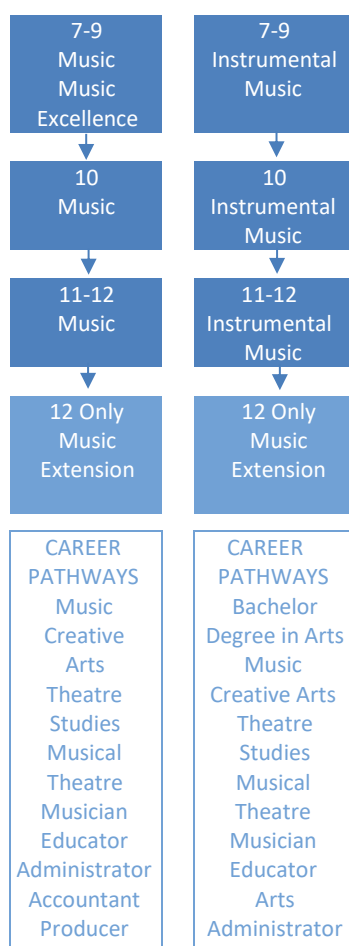 7-9
Music
Music
Excellence
10
Music
11-12
Music
12 Only
Music
Extension
CAREER
PATHWAYS
Music
Creative
Arts
Theatre
Studies
Musical
Theatre
Musician
Educator
Administrator
Accountant
Producer
7-9
Instrumental
Music
10
Instrumental
Music
11-12
Instrumental
Music
12 Only
Music
Extension
CAREER
PATHWAYS
Bachelor
Degree in Arts
Music
Creative Arts
Theatre
Studies
Musical
Theatre
Musician
Educator
Arts
Administrator